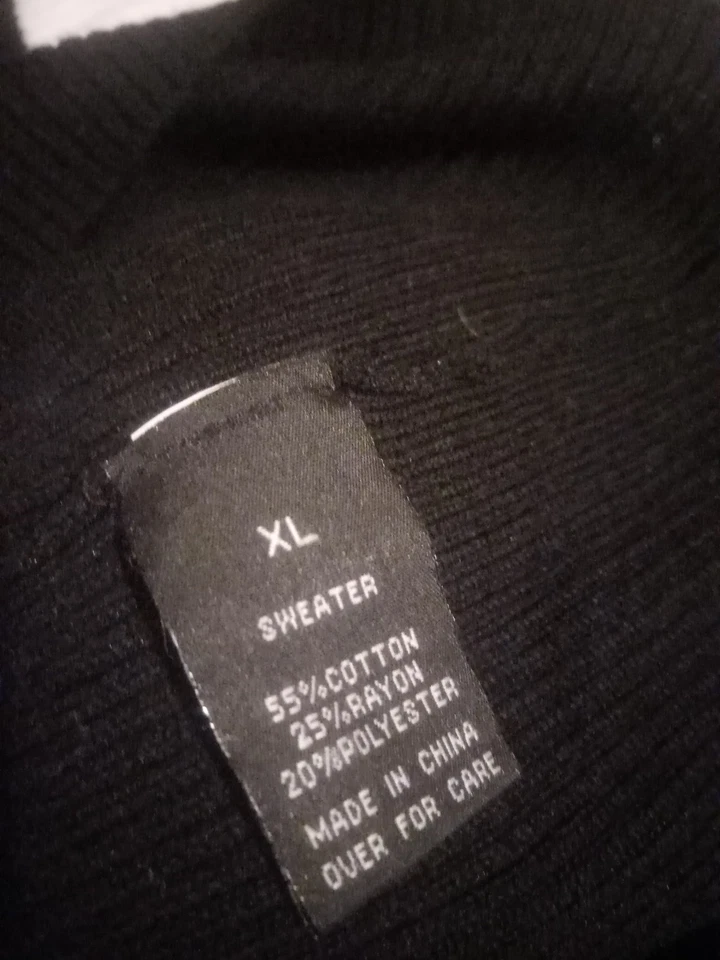 XL
SWEATER
55%COTTON
25%RAYON
20%POLYESTER
MADE IN CHINA
OVER FOR CARE